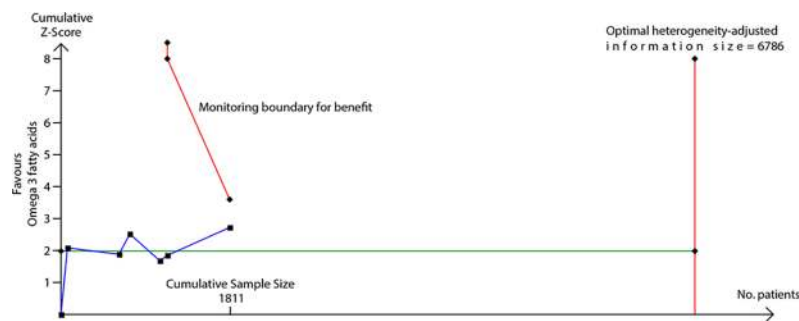 Cumulative
Z-Score
Optimal heterogeneity-adjusted
information size = 6786
8
7
Monitoring boundary for benefit
6
5
Favours
Omega 3 fatty acids
4
3
2
1
Cumulative Sample Size
1811
No. patients